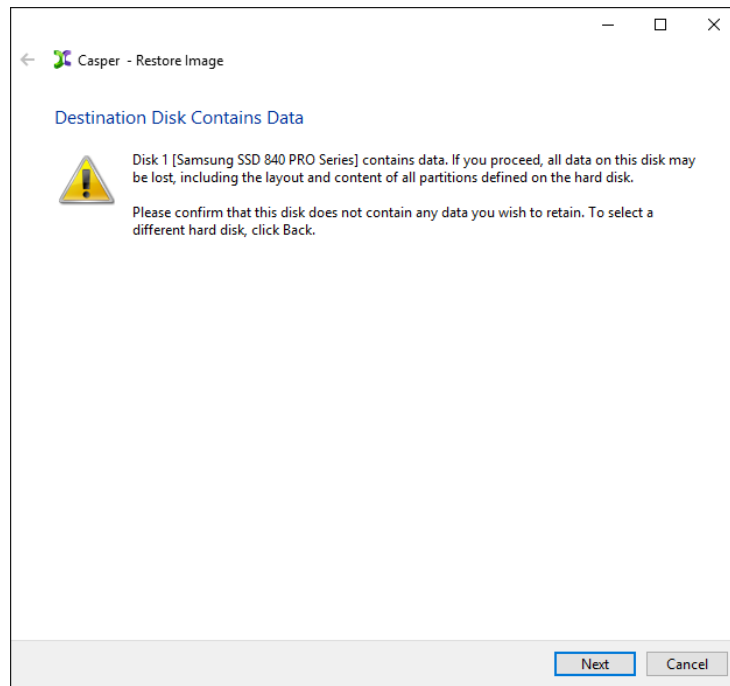 Casper - Restore Image
Destination Disk Contains Data
Disk 1 [Samsung SSD 840 PRO Series] contains data. If you proceed, all data on this disk may
be lost, including the layout and content of all partitions defined on the hard disk.
Please confirm that this disk does not contain any data you wish to retain. To select a
different hard disk, click Back.
Next
Cancel